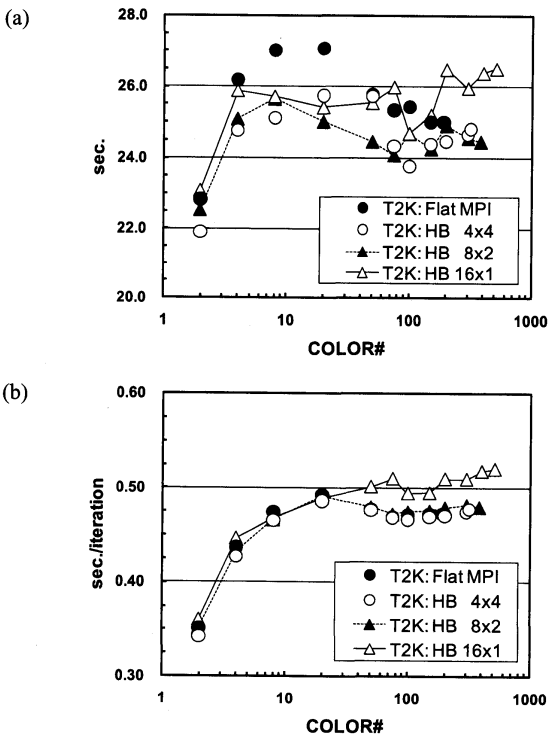 (a)
28.0
26.0
24.0
22.0
20.0
sec.
T2K: Flat MPI
T2K: HB 4x4
T2K: HB 8x2
T2K: HB 16x1
1 10 100 1000
COLOR#
(b)
0.60
0.50
0.40
0.30
sec./iteration
T2K: Flat MPI
T2K: HB 4x4
T2K: HB 8x2
T2K: HB 16x1
1 10 100 1000
COLOR#